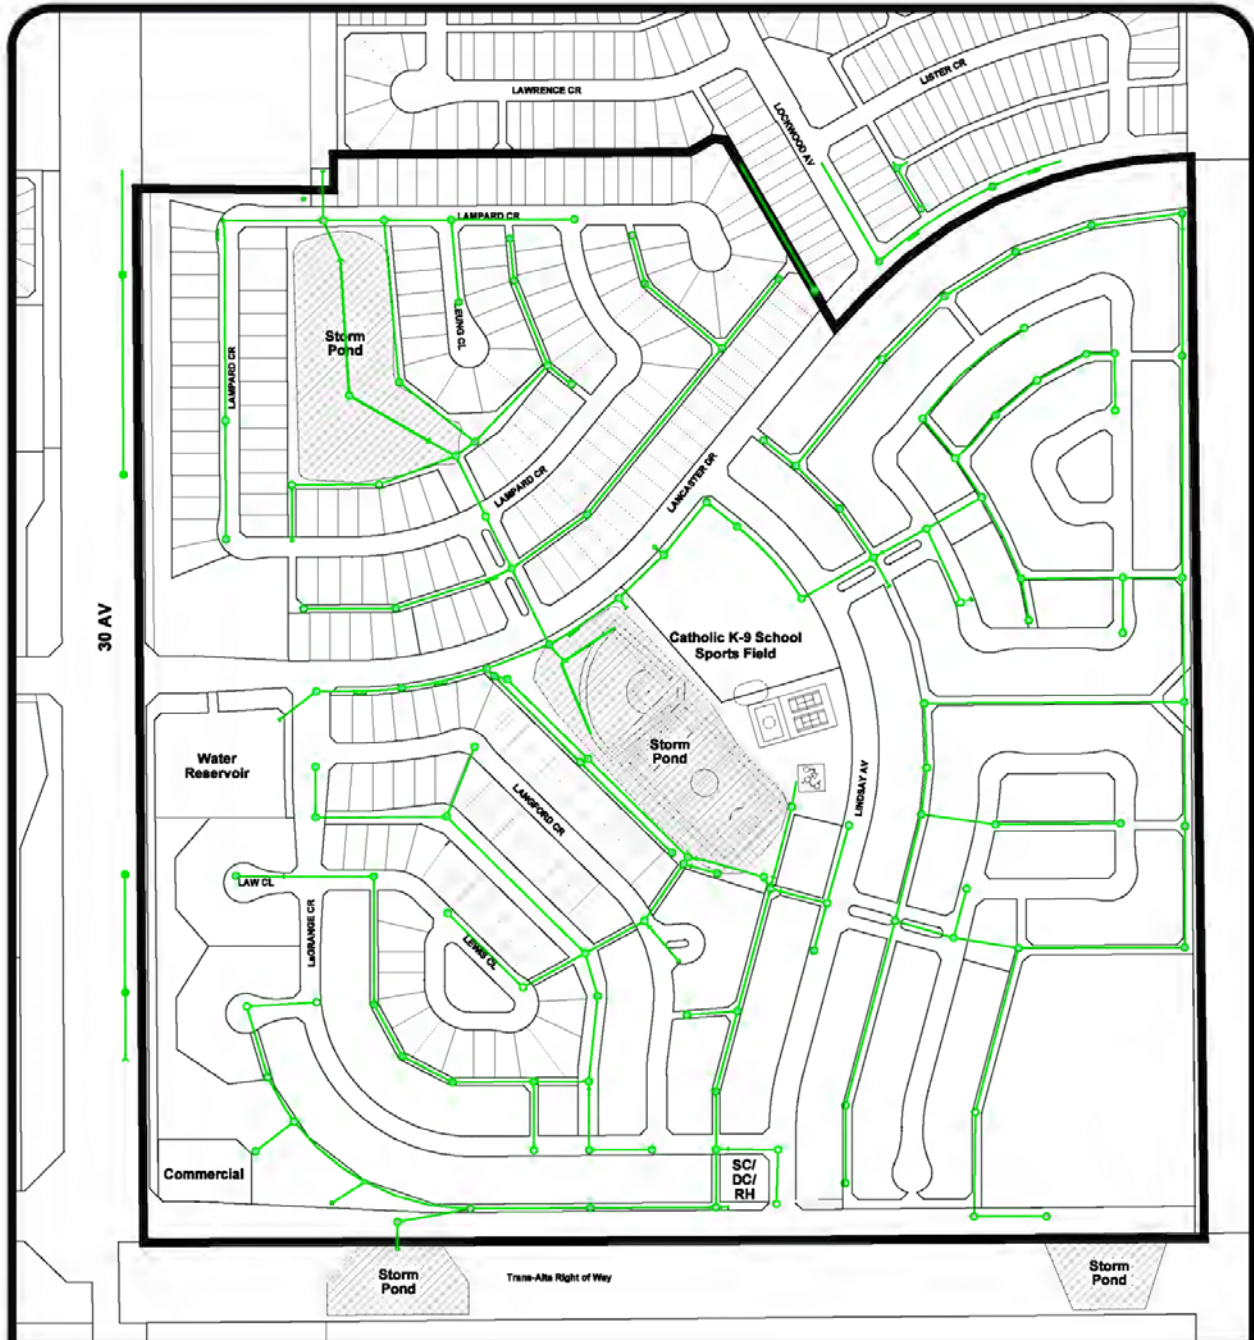 LAWRENCE CR
LISTER CR
LOCKWOOD AV
LAMPARD CR
LEUNG CL
Storm
Pond
LAMPARD CR
LAMPARD CR
LANCASTER DR
30 AV
Catholic K-9 School
Sports Field
Water
Reservoir
Storm
Pond
LANGFORD CR
LINDSAY AV
LAW CL
LaGRANGE CR
LEWIS CL
Commercial
SC/
DC/
RH
Storm
Pond
Trans-Alta Right of Way
Storm
Pond